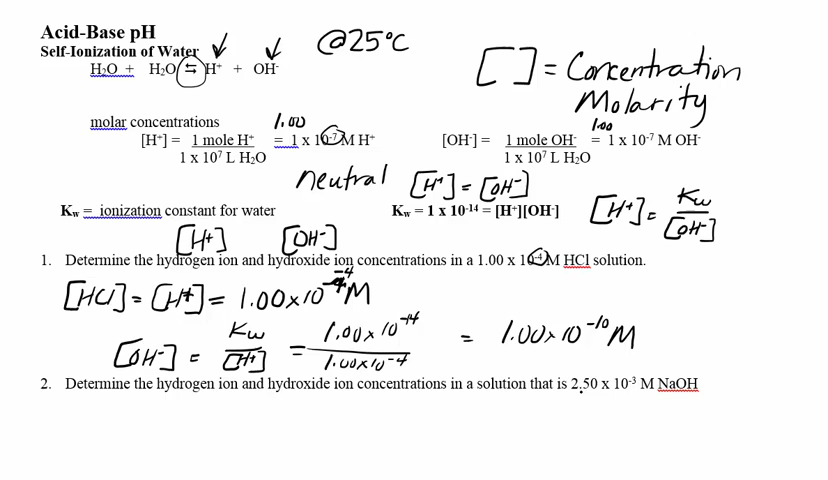 Acid-Base pH
Self-Ionization of Water
@25°C
H₂O + H₂O ⇆ H⁺ + OH⁻
[ ] = Concentration
Molarity
molar concentrations
1.00
1.00
[H⁺] = 1 mole H⁺ = 1 x 10⁻⁷ M H⁺
1 x 10⁷ L H₂O
[OH⁻] = 1 mole OH⁻ = 1 x 10⁻⁷ M OH⁻
1 x 10⁷ L H₂O
neutral [H⁺] = [OH⁻]
Kw = ionization constant for water
Kw = 1 x 10⁻¹⁴ = [H⁺][OH⁻]
[H⁺] = Kw / [OH⁻]
[H⁺] [OH⁻]
1. Determine the hydrogen ion and hydroxide ion concentrations in a 1.00 x 10⁻⁴ M HCl solution.
[HCl] = [H⁺] = 1.00 x 10⁻⁴ M
[OH⁻] = Kw / [H⁺] = 1.00 x 10⁻¹⁴ / 1.00 x 10⁻⁴ = 1.00 x 10⁻¹⁰ M
2. Determine the hydrogen ion and hydroxide ion concentrations in a solution that is 2.50 x 10⁻³ M NaOH